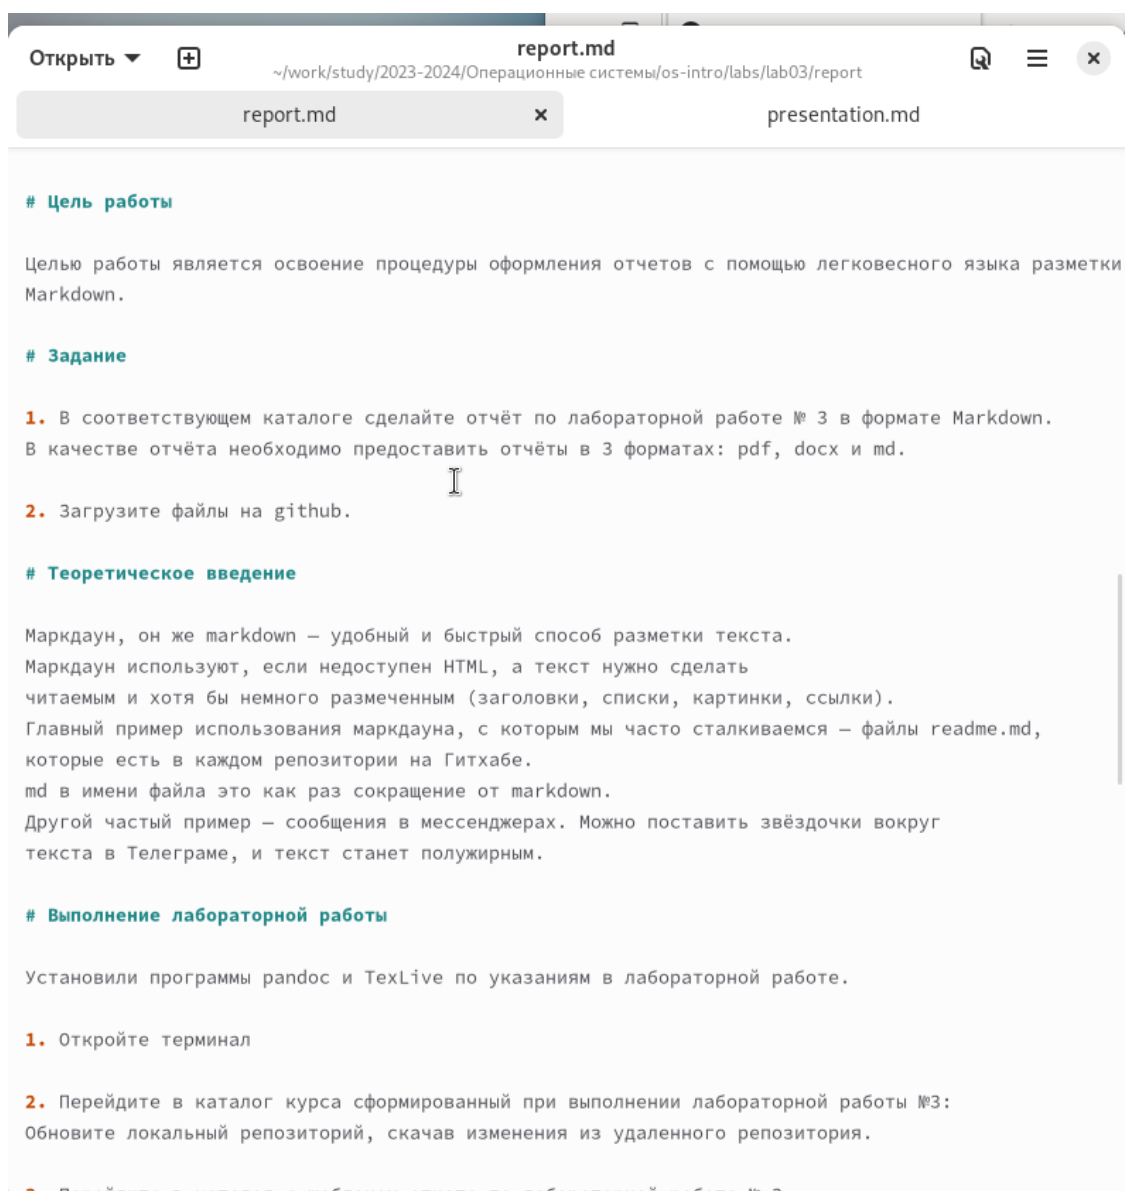 Открыть
report.md
~/work/study/2023-2024/Операционные системы/os-intro/labs/lab03/report
report.md
presentation.md
# Цель работы
Целью работы является освоение процедуры оформления отчетов с помощью легковесного языка разметки
Markdown.
# Задание
1. В соответствующем каталоге сделайте отчёт по лабораторной работе № 3 в формате Markdown.
В качестве отчёта необходимо предоставить отчёты в 3 форматах: pdf, docx и md.
2. Загрузите файлы на github.
# Теоретическое введение
Маркдаун, он же markdown — удобный и быстрый способ разметки текста.
Маркдаун используют, если недоступен HTML, а текст нужно сделать
читаемым и хотя бы немного размеченным (заголовки, списки, картинки, ссылки).
Главный пример использования маркдауна, с которым мы часто сталкиваемся — файлы readme.md,
которые есть в каждом репозитории на Гитхабе.
md в имени файла это как раз сокращение от markdown.
Другой частый пример — сообщения в мессенджерах. Можно поставить звёздочки вокруг
текста в Телеграме, и текст станет полужирным.
# Выполнение лабораторной работы
Установили программы pandoc и TexLive по указаниям в лабораторной работе.
1. Откройте терминал
2. Перейдите в каталог курса сформированный при выполнении лабораторной работы №3:
Обновите локальный репозиторий, скачав изменения из удаленного репозитория.